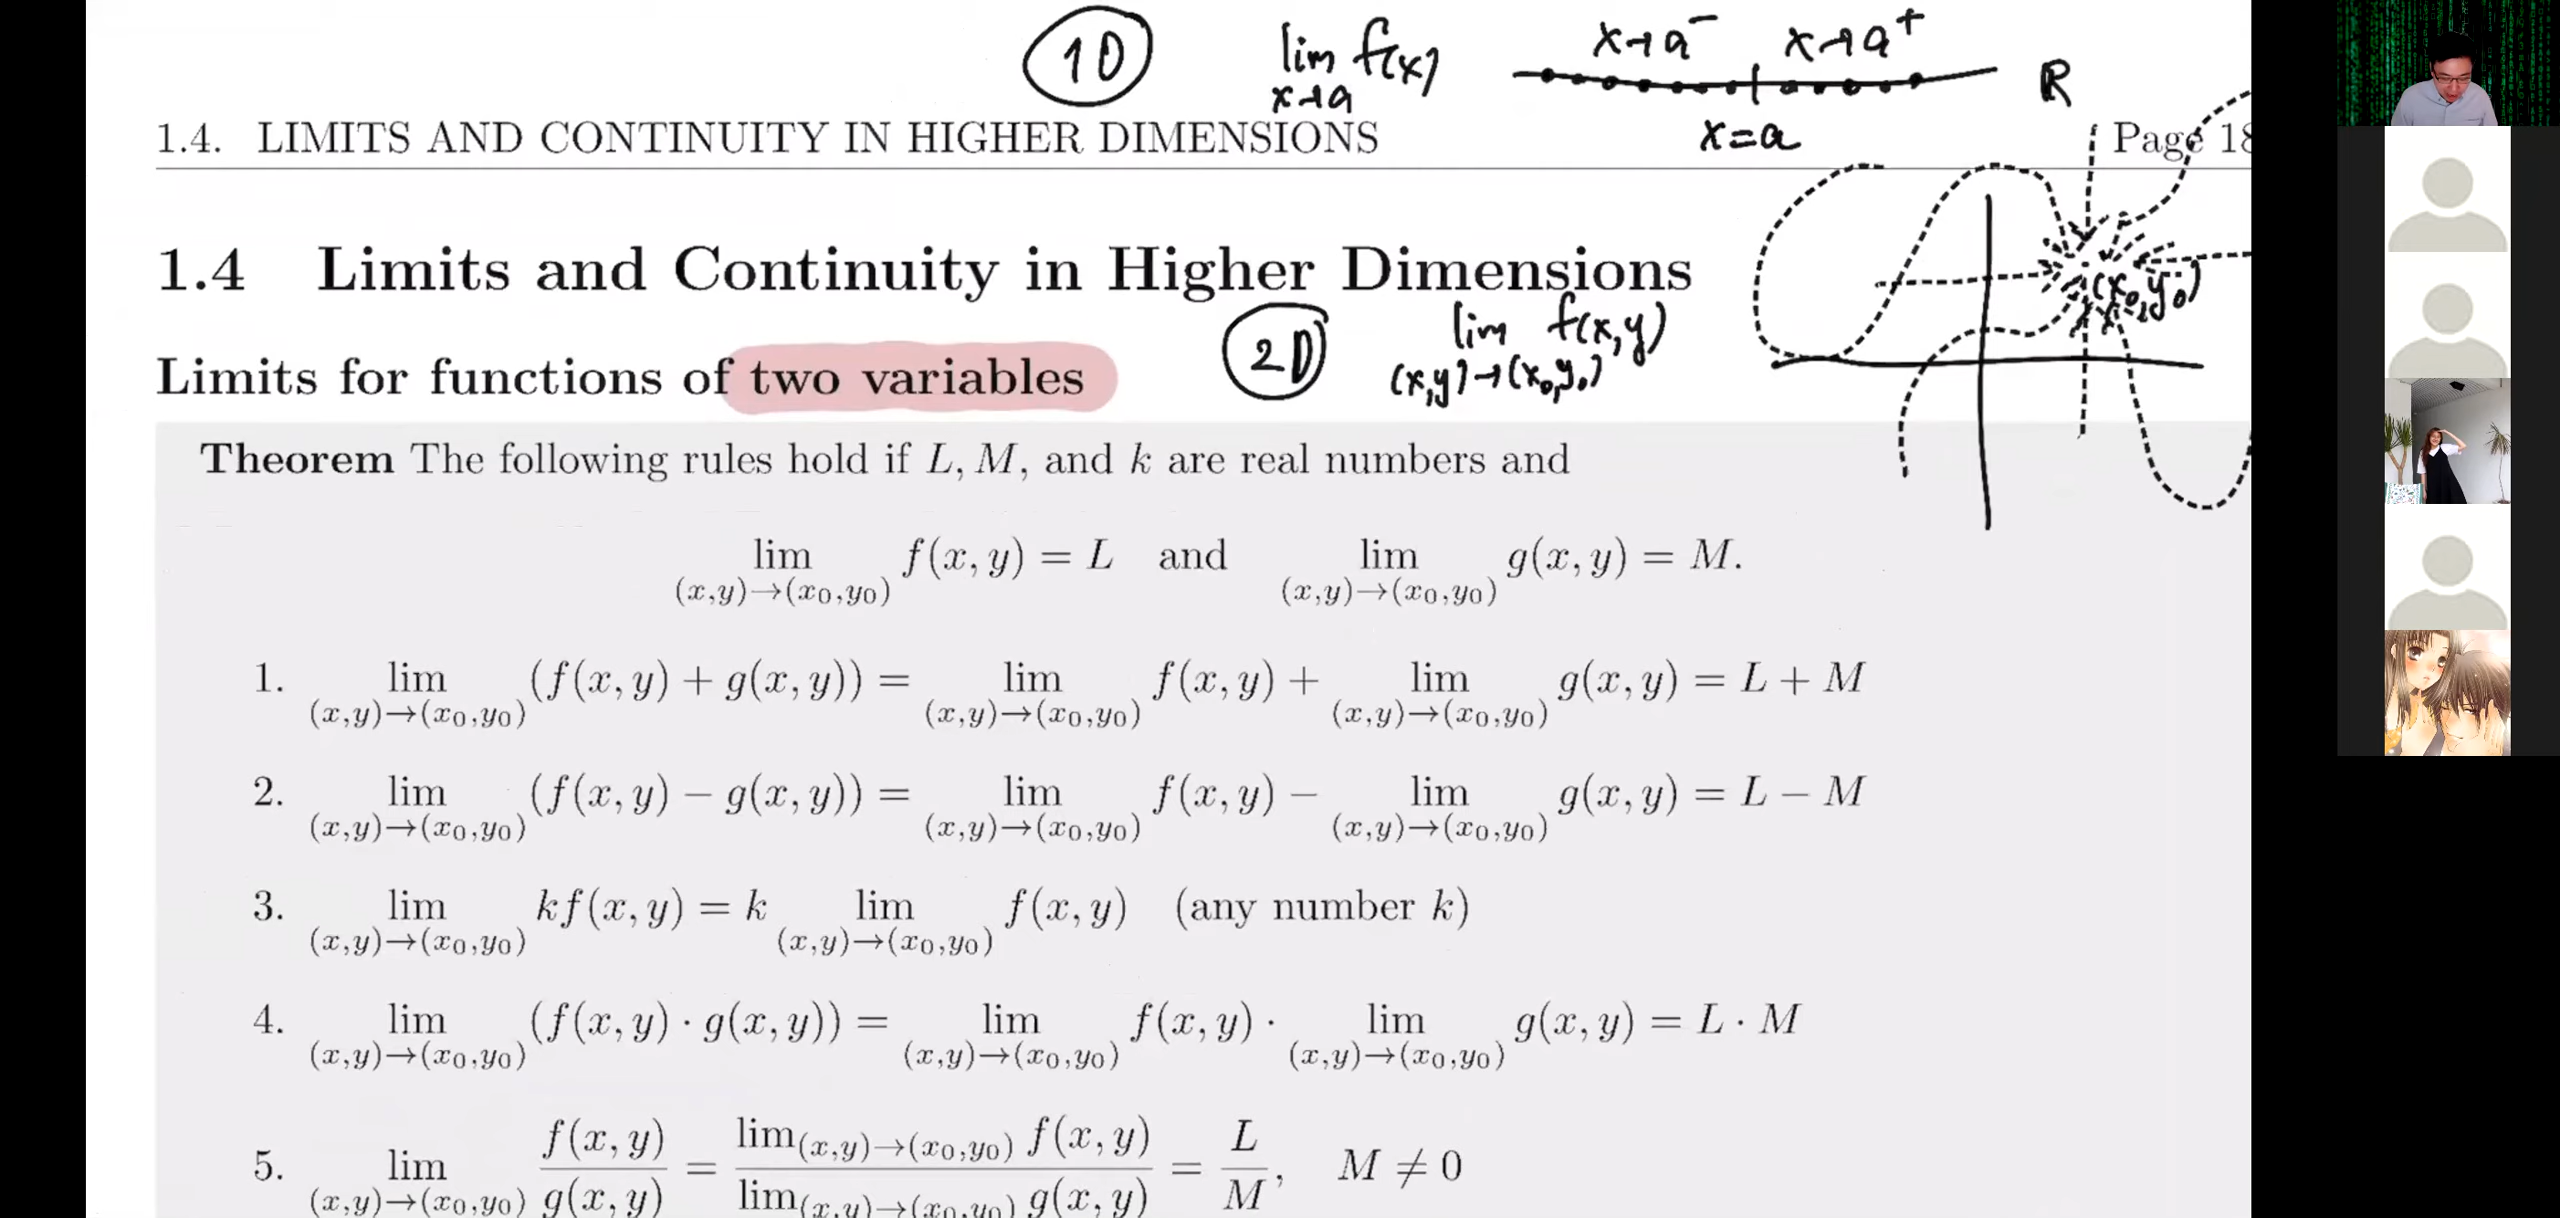 1D lim f(x) x→a⁻ x→a⁺ ℝ
x→a x=a
1.4. LIMITS AND CONTINUITY IN HIGHER DIMENSIONS Page 18
1.4 Limits and Continuity in Higher Dimensions
(x₀,y₀)
2D lim f(x,y)
(x,y)→(x₀,y₀)
Limits for functions of two variables
Theorem The following rules hold if L, M, and k are real numbers and
lim f(x, y) = L and lim g(x, y) = M.
(x,y)→(x₀,y₀) (x,y)→(x₀,y₀)
1. lim (f(x, y) + g(x, y)) = lim f(x, y) + lim g(x, y) = L + M
(x,y)→(x₀,y₀) (x,y)→(x₀,y₀) (x,y)→(x₀,y₀)
2. lim (f(x, y) − g(x, y)) = lim f(x, y) − lim g(x, y) = L − M
(x,y)→(x₀,y₀) (x,y)→(x₀,y₀) (x,y)→(x₀,y₀)
3. lim kf(x, y) = k lim f(x, y) (any number k)
(x,y)→(x₀,y₀) (x,y)→(x₀,y₀)
4. lim (f(x, y) · g(x, y)) = lim f(x, y) · lim g(x, y) = L · M
(x,y)→(x₀,y₀) (x,y)→(x₀,y₀) (x,y)→(x₀,y₀)
f(x, y) lim(x,y)→(x₀,y₀) f(x, y) L
5. lim = = , M ≠ 0
(x,y)→(x₀,y₀) g(x, y) lim(x,y)→(x₀,y₀) g(x, y) M